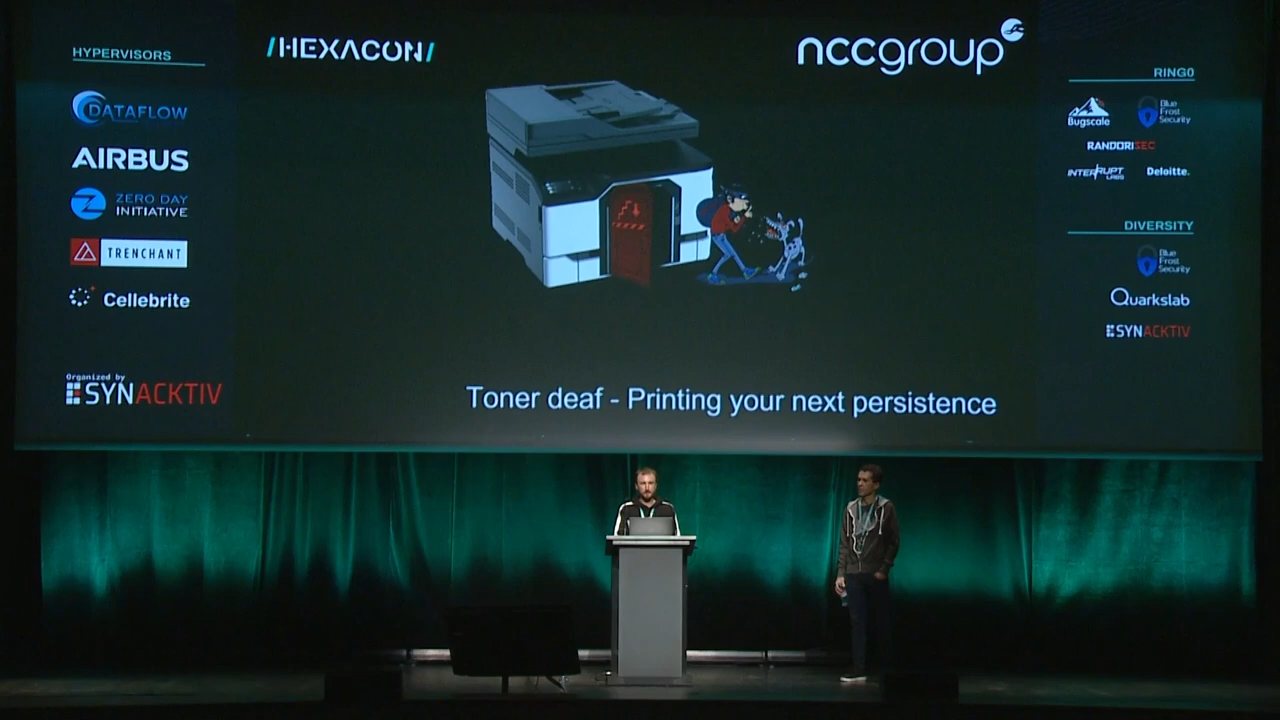 HYPERVISORS
DATAFLOW
AIRBUS
ZERO DAY
INITIATIVE
TRENCHANT
Cellebrite
Organized by
SYNACKTIV
/HEXACON/
nccgroup
Toner deaf - Printing your next persistence
RING0
Bugscale
Blue
Frost
Security
RANDORISEC
INTERRUPT
LABS
Deloitte.
DIVERSITY
Blue
Frost
Security
Quarkslab
SYNACKTIV